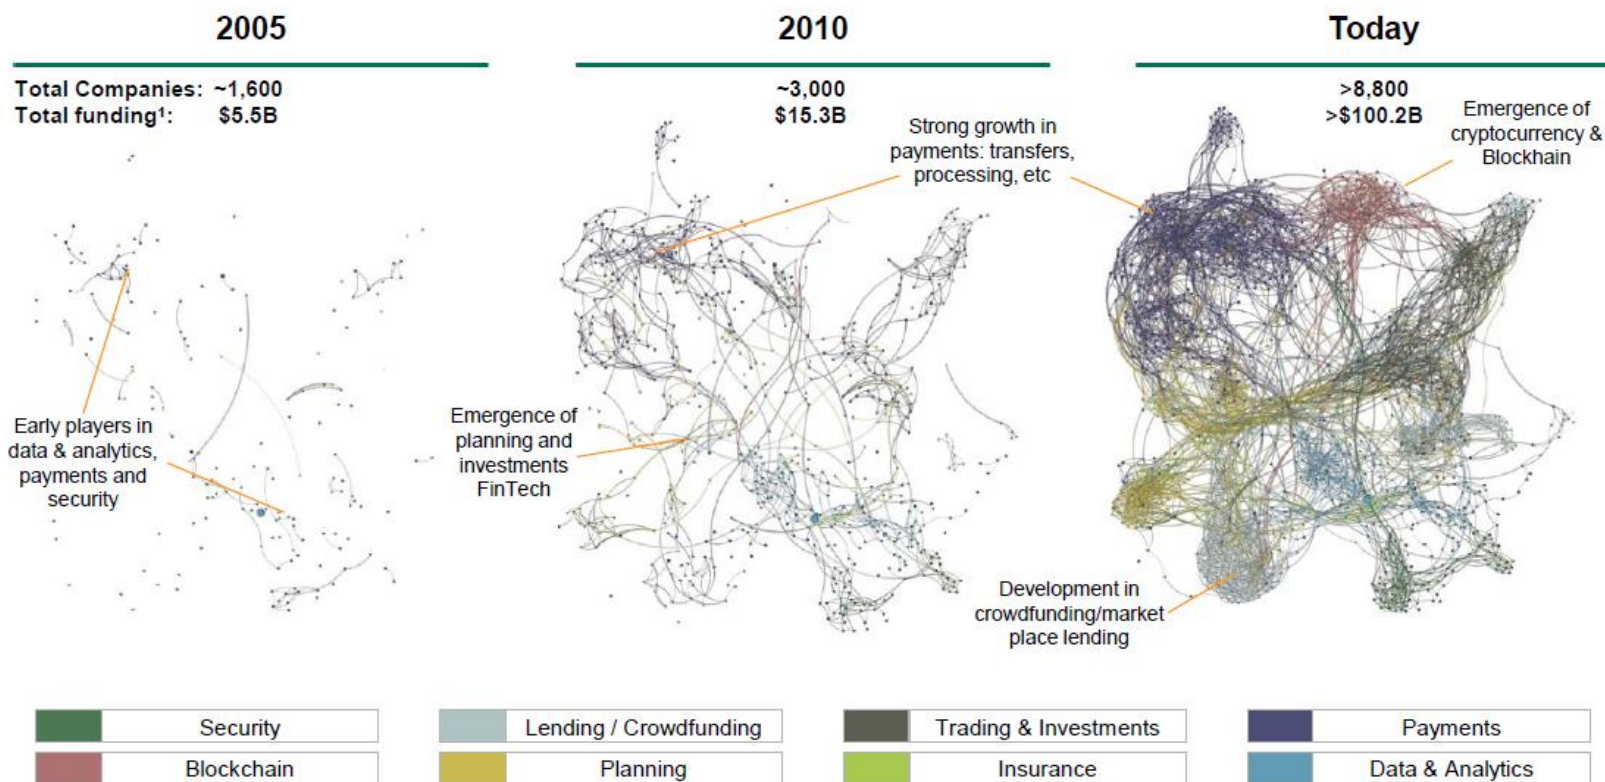 2005
2010
Today
Total Companies: ~1,600
~3,000
>8,800
Total funding¹: $5.5B
$15.3B
>$100.2B
Strong growth in
payments: transfers,
processing, etc
Emergence of
cryptocurrency &
Blockhain
Early players in
data & analytics,
payments and
security
Emergence of
planning and
investments
FinTech
Development in
crowdfunding/market
place lending
Security
Lending / Crowdfunding
Trading & Investments
Payments
Blockchain
Planning
Insurance
Data & Analytics